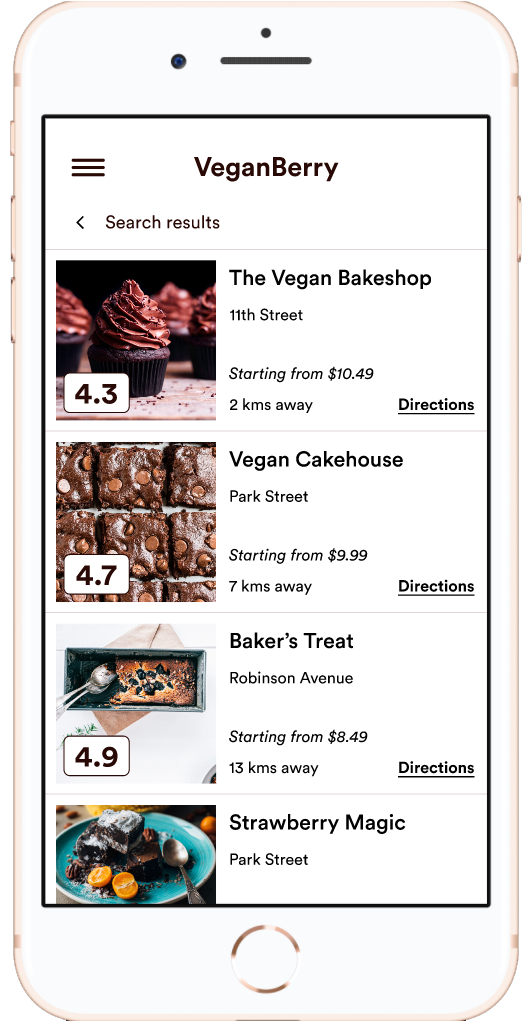 VeganBerry
Search results
The Vegan Bakeshop
11th Street
Starting from $10.49
4.3
2 kms away
Directions
Vegan Cakehouse
Park Street
Starting from $9.99
4.7
7 kms away
Directions
Baker’s Treat
Robinson Avenue
Starting from $8.49
4.9
13 kms away
Directions
Strawberry Magic
Park Street